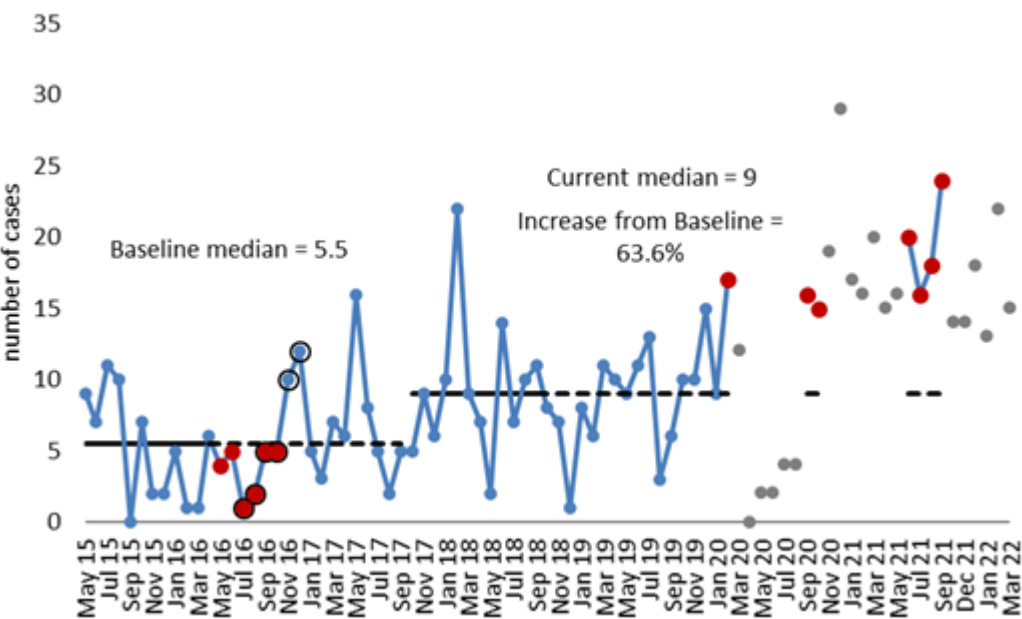 number of cases
35
30
25
20
15
10
5
0
Baseline median = 5.5
Current median = 9
Increase from Baseline =
63.6%
May 15
Jul 15
Sep 15
Nov 15
Jan 16
Mar 16
May 16
Jul 16
Sep 16
Nov 16
Jan 17
Mar 17
May 17
Jul 17
Sep 17
Nov 17
Jan 18
Mar 18
May 18
Jul 18
Sep 18
Nov 18
Jan 19
Mar 19
May 19
Jul 19
Sep 19
Nov 19
Jan 20
Mar 20
May 20
Jul 20
Sep 20
Nov 20
Jan 21
Mar 21
May 21
Jul 21
Sep 21
Dec 21
Jan 22
Mar 22